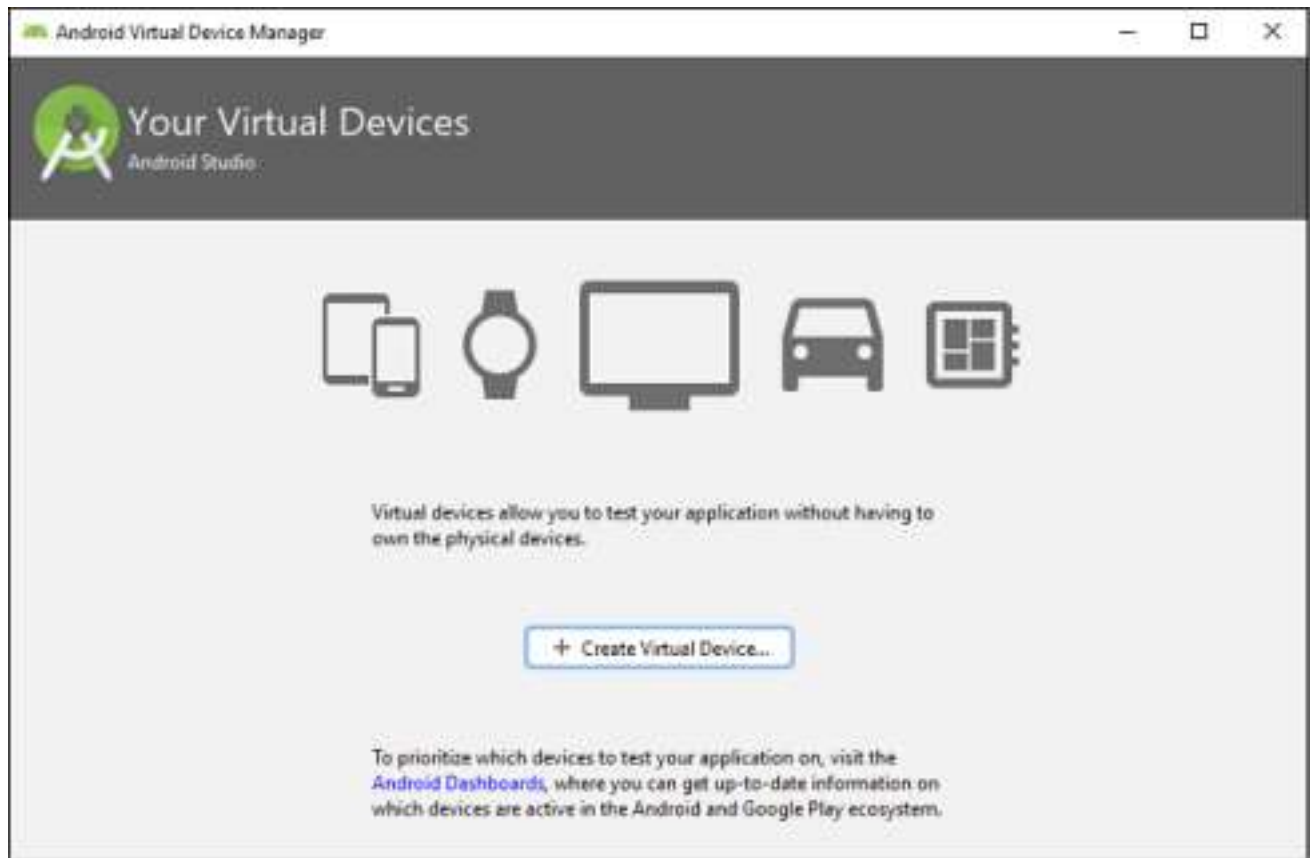 Android Virtual Device Manager
Your Virtual Devices
Android Studio
Virtual devices allow you to test your application without having to
own the physical devices.
+ Create Virtual Device...
To prioritize which devices to test your application on, visit the
Android Dashboards, where you can get up-to-date information on
which devices are active in the Android and Google Play ecosystem.